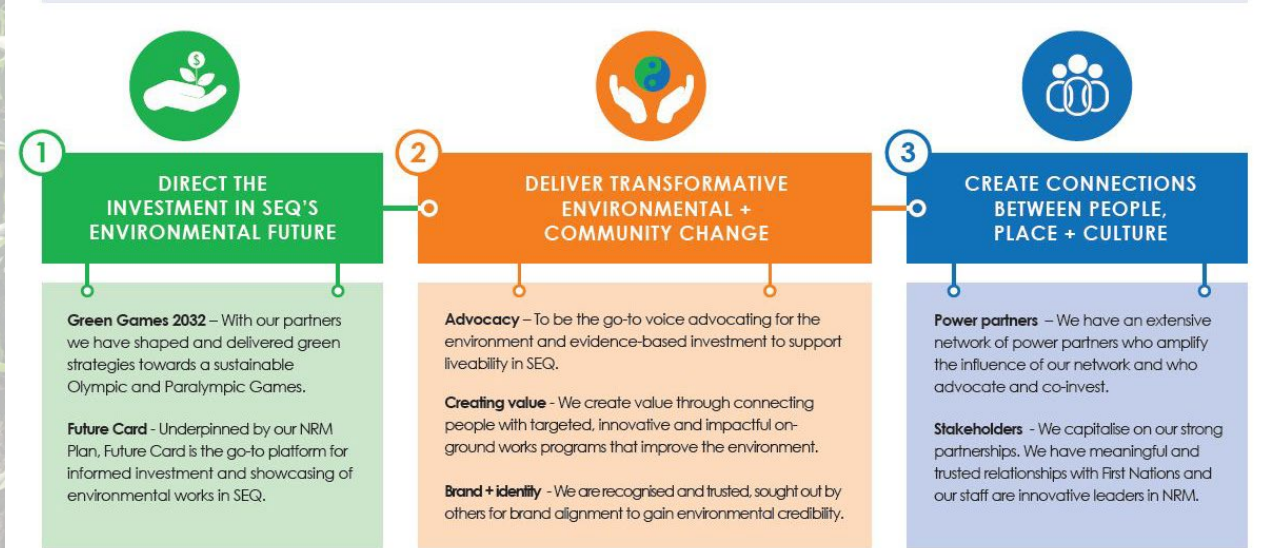 $
1
DIRECT THE
INVESTMENT IN SEQ'S
ENVIRONMENTAL FUTURE
Green Games 2032 – With our partners
we have shaped and delivered green
strategies towards a sustainable
Olympic and Paralympic Games.
Future Card - Underpinned by our NRM
Plan, Future Card is the go-to platform for
informed investment and showcasing of
environmental works in SEQ.
2
DELIVER TRANSFORMATIVE
ENVIRONMENTAL +
COMMUNITY CHANGE
Advocacy – To be the go-to voice advocating for the
environment and evidence-based investment to support
liveability in SEQ.
Creating value - We create value through connecting
people with targeted, innovative and impactful on-
ground works programs that improve the environment.
Brand + identity - We are recognised and trusted, sought out by
others for brand alignment to gain environmental credibility.
3
CREATE CONNECTIONS
BETWEEN PEOPLE,
PLACE + CULTURE
Power partners – We have an extensive
network of power partners who amplify
the influence of our network and who
advocate and co-invest.
Stakeholders - We capitalise on our strong
partnerships. We have meaningful and
trusted relationships with First Nations and
our staff are innovative leaders in NRM.